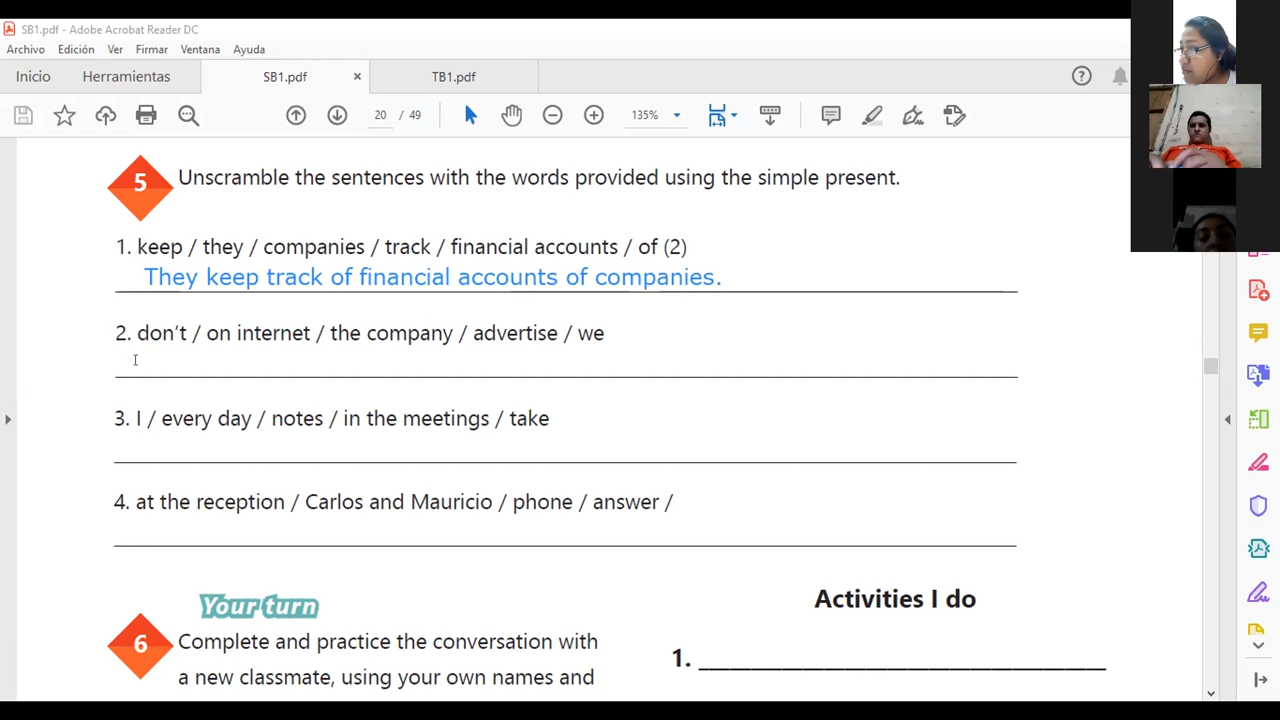 SB1.pdf - Adobe Acrobat Reader DC
Archivo Edición Ver Firmar Ventana Ayuda
Inicio Herramientas SB1.pdf × TB1.pdf
20 / 49 135%
5 Unscramble the sentences with the words provided using the simple present.
1. keep / they / companies / track / financial accounts / of (2)
They keep track of financial accounts of companies.
2. don't / on internet / the company / advertise / we
3. I / every day / notes / in the meetings / take
4. at the reception / Carlos and Mauricio / phone / answer /
Your turn
6 Complete and practice the conversation with
a new classmate, using your own names and
Activities I do
1.